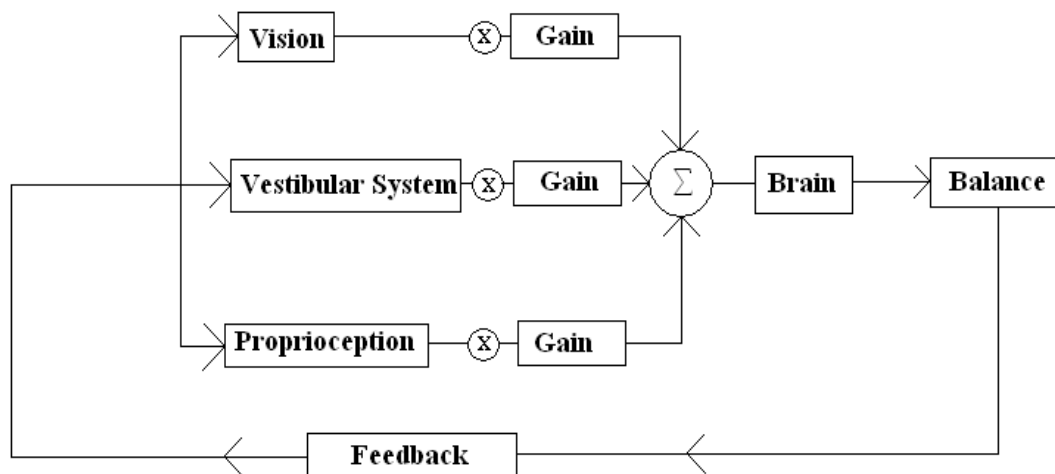 Vision
X
Gain
Vestibular System
X
Gain
Σ
Brain
Balance
Proprioception
X
Gain
Feedback